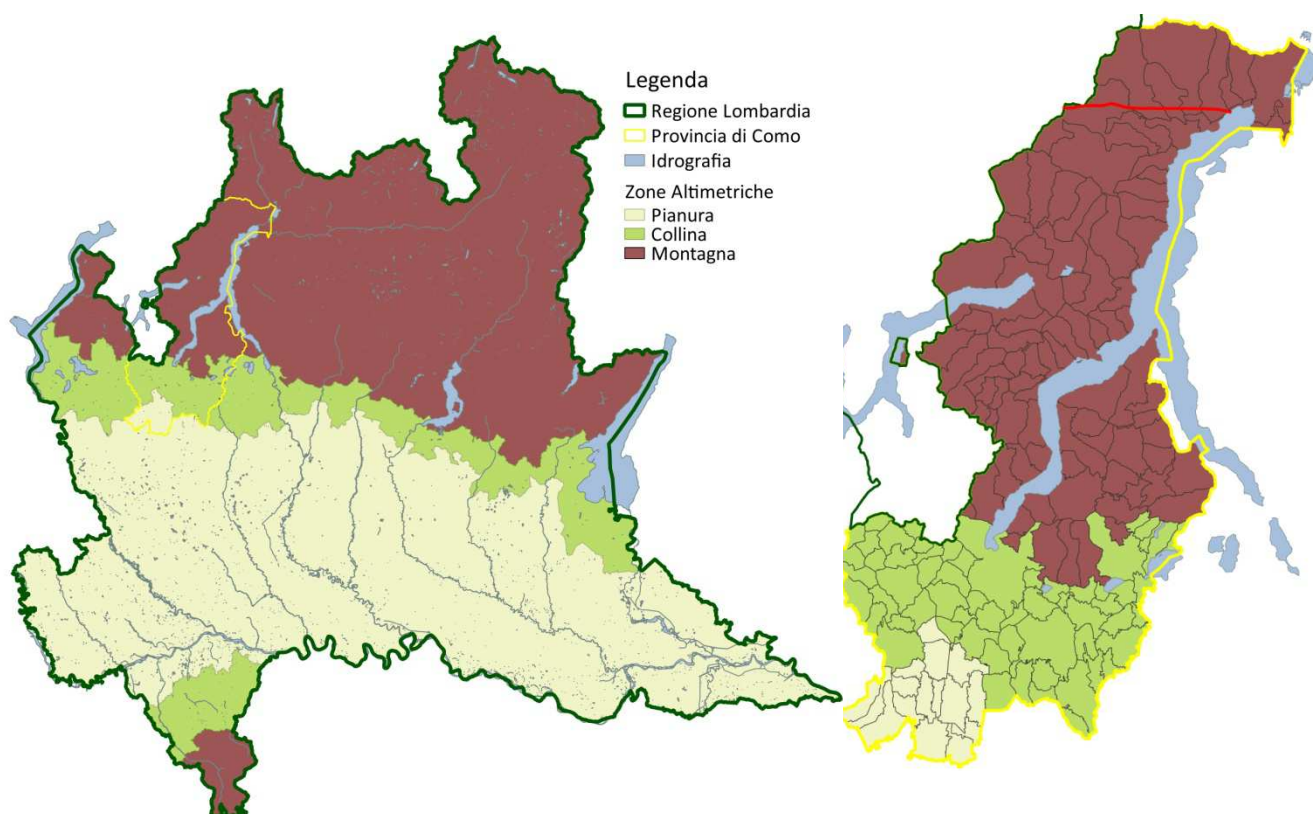 Legenda
Regione Lombardia
Provincia di Como
Idrografia
Zone Altimetriche
Pianura
Collina
Montagna